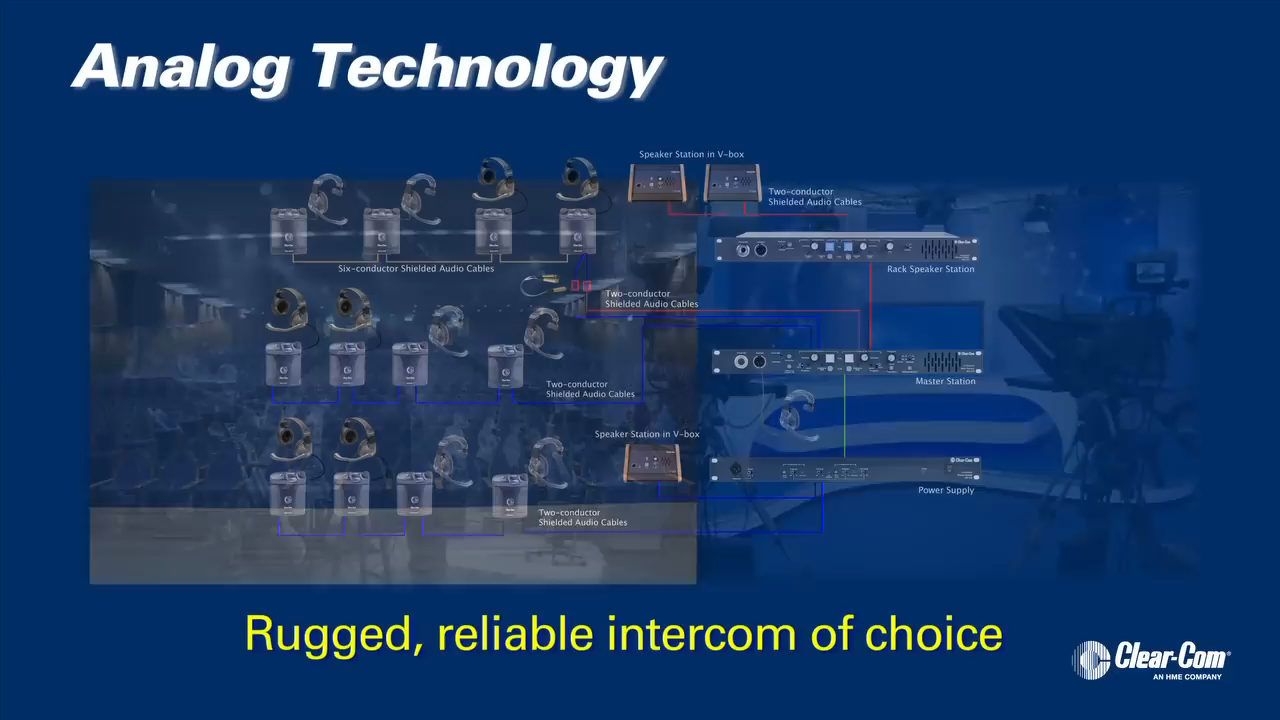 Analog Technology
Speaker Station in V-box
Two-conductor
Shielded Audio Cables
Six-conductor Shielded Audio Cables
Rack Speaker Station
Two-conductor
Shielded Audio Cables
Master Station
Two-conductor
Shielded Audio Cables
Speaker Station in V-box
Power Supply
Two-conductor
Shielded Audio Cables
Rugged, reliable intercom of choice
Clear-Com®
AN HME COMPANY